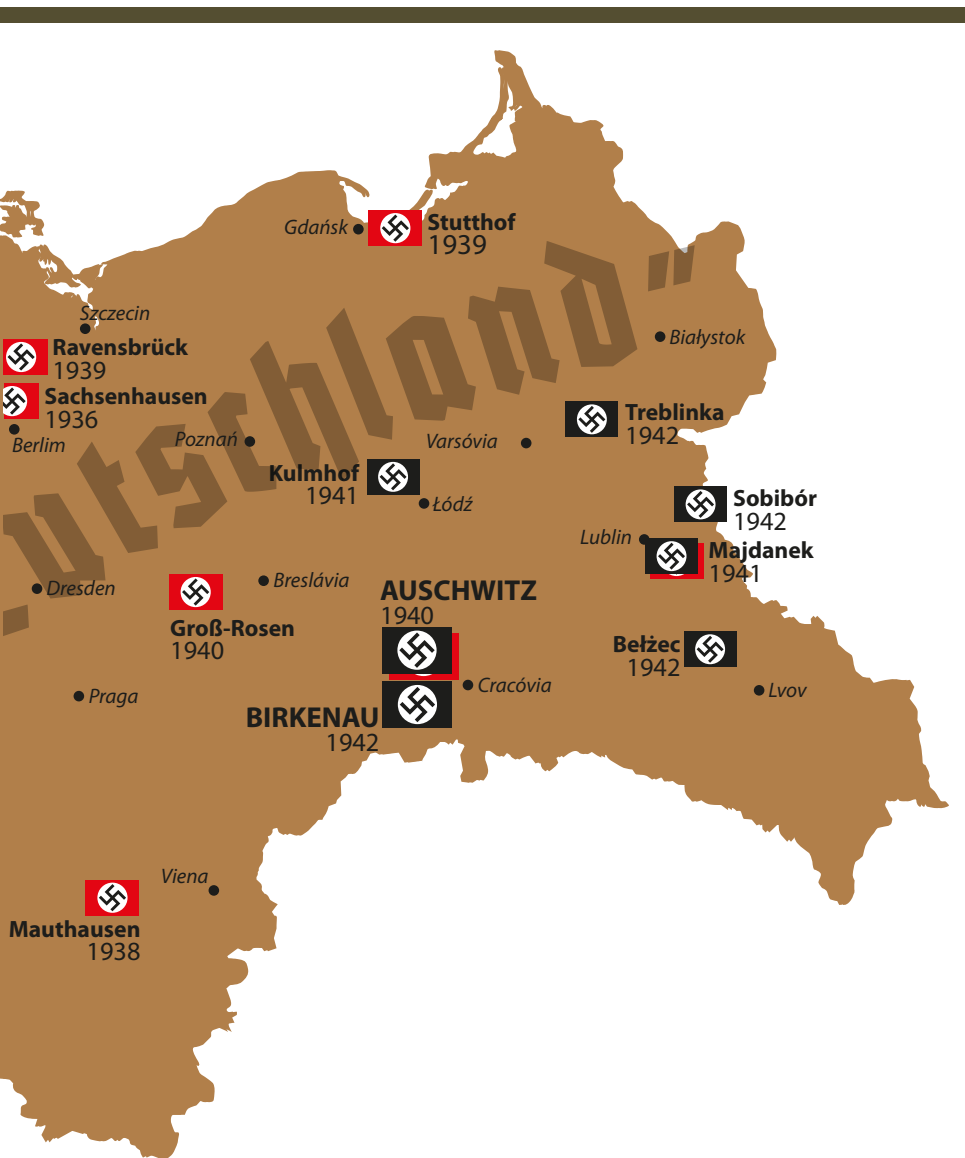 Gdańsk
Stutthof
1939
Szczecin
Białystok
Ravensbrück
1939
Sachsenhausen
1936
Berlim
Treblinka
1942
Poznań
Varsóvia
Kulmhof
1941
Łódź
Sobibór
1942
Lublin
Majdanek
1941
utschland”
Dresden
Breslávia
AUSCHWITZ
1940
Groß-Rosen
1940
Bełżec
1942
Cracóvia
Lvov
Praga
BIRKENAU
1942
Viena
Mauthausen
1938